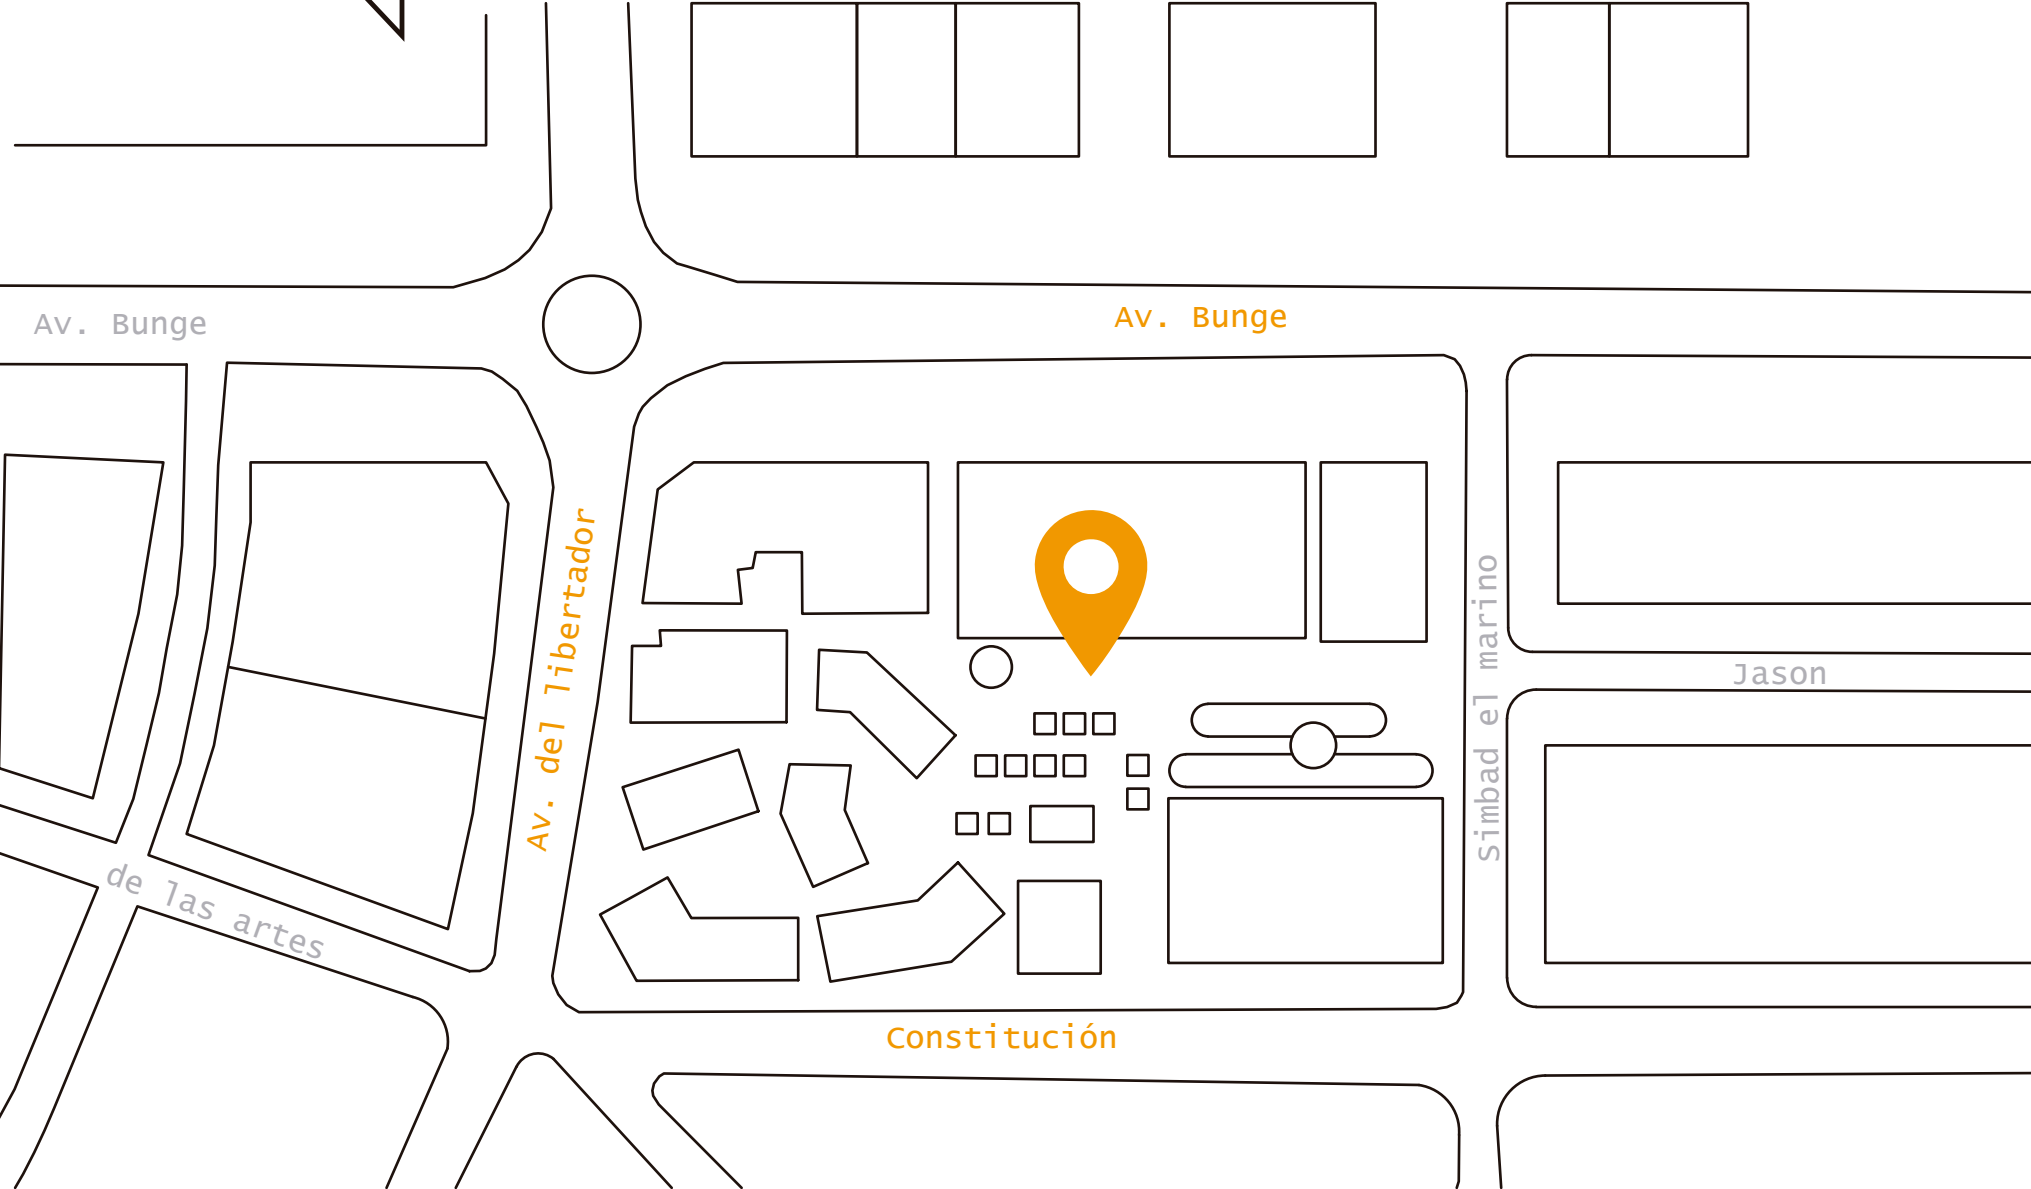 Av. Bunge
Av. Bunge
Av. del libertador
Simbad el marino
Jason
de las artes
Constitución